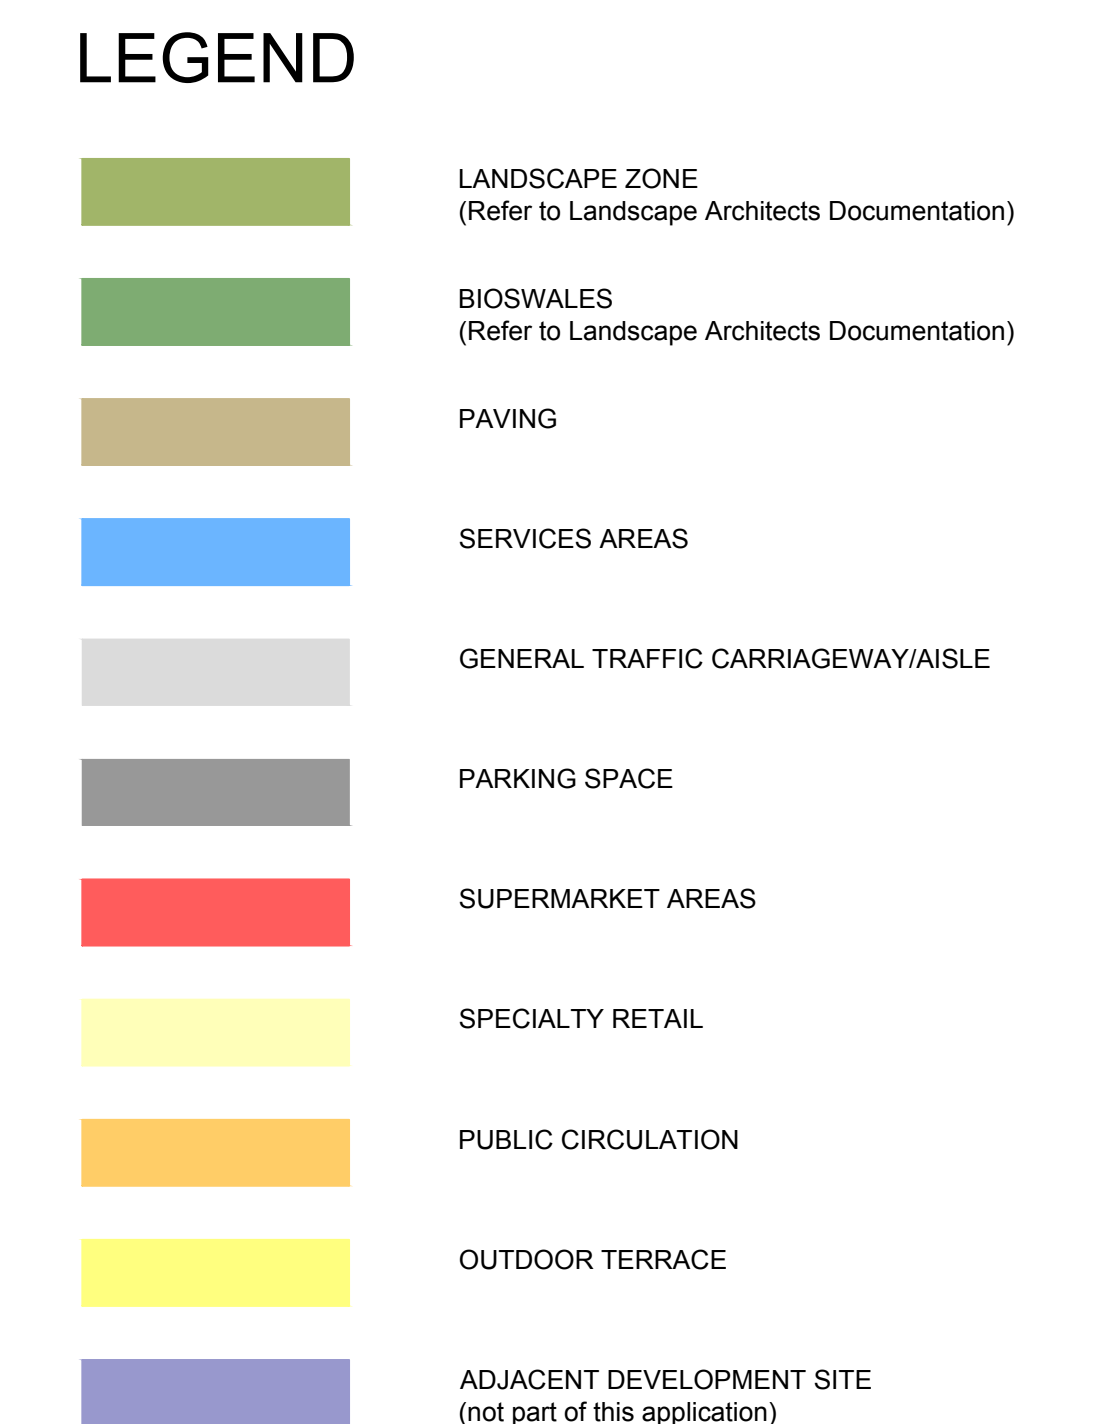 LEGEND
LANDSCAPE ZONE
(Refer to Landscape Architects Documentation)
BIOSWALES
(Refer to Landscape Architects Documentation)
PAVING
SERVICES AREAS
GENERAL TRAFFIC CARRIAGEWAY/AISLE
PARKING SPACE
SUPERMARKET AREAS
SPECIALTY RETAIL
PUBLIC CIRCULATION
OUTDOOR TERRACE
ADJACENT DEVELOPMENT SITE
(not part of this application)